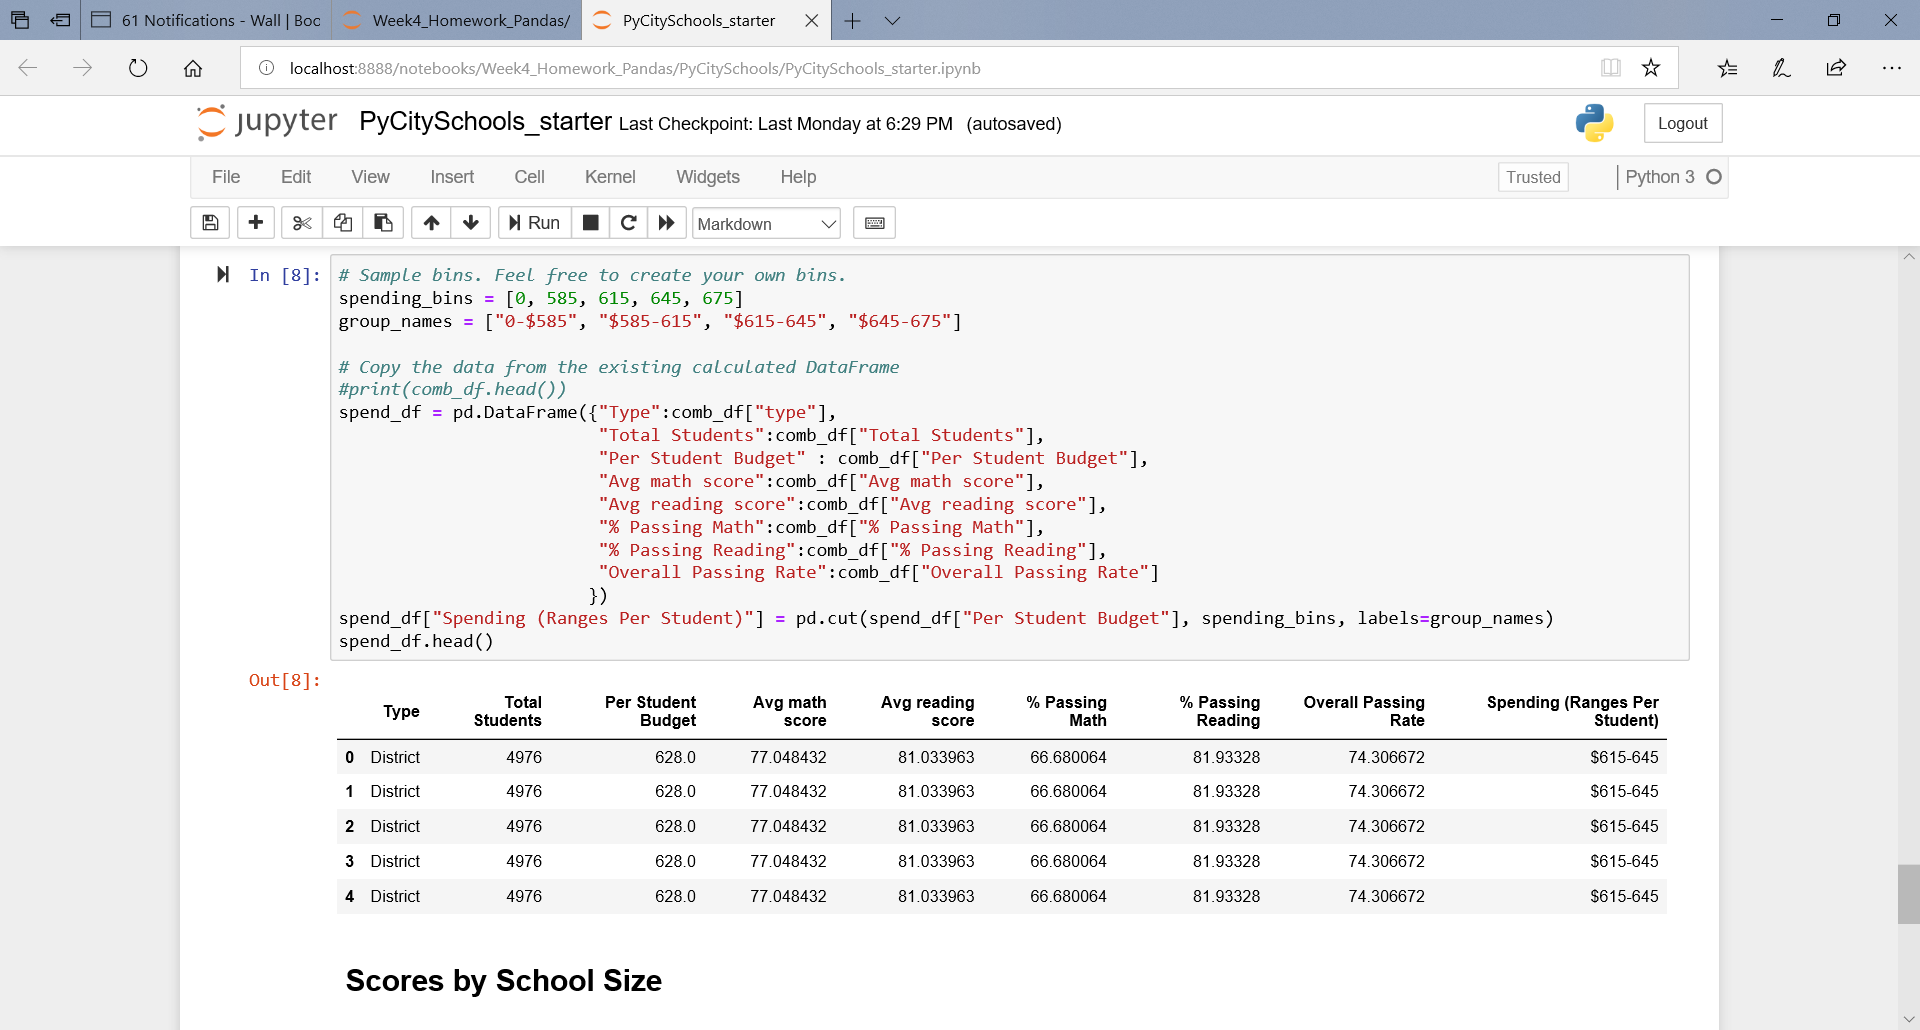 61 Notifications - Wall | Boo
Week4_Homework_Pandas/
PyCitySchools_starter
localhost:8888/notebooks/Week4_Homework_Pandas/PyCitySchools/PyCitySchools_starter.ipynb
jupyter PyCitySchools_starter Last Checkpoint: Last Monday at 6:29 PM (autosaved)
Logout
File Edit View Insert Cell Kernel Widgets Help
Trusted
Python 3
Run
Markdown
In [8]:
# Sample bins. Feel free to create your own bins.
spending_bins = [0, 585, 615, 645, 675]
group_names = ["0-$585", "$585-615", "$615-645", "$645-675"]
# Copy the data from the existing calculated DataFrame
#print(comb_df.head())
spend_df = pd.DataFrame({"Type":comb_df["type"],
"Total Students":comb_df["Total Students"],
"Per Student Budget" : comb_df["Per Student Budget"],
"Avg math score":comb_df["Avg math score"],
"Avg reading score":comb_df["Avg reading score"],
"% Passing Math":comb_df["% Passing Math"],
"% Passing Reading":comb_df["% Passing Reading"],
"Overall Passing Rate":comb_df["Overall Passing Rate"]
})
spend_df["Spending (Ranges Per Student)"] = pd.cut(spend_df["Per Student Budget"], spending_bins, labels=group_names)
spend_df.head()
Out[8]:
Type Total Students Per Student Budget Avg math score Avg reading score % Passing Math % Passing Reading Overall Passing Rate Spending (Ranges Per Student)
0 District 4976 628.0 77.048432 81.033963 66.680064 81.93328 74.306672 $615-645
1 District 4976 628.0 77.048432 81.033963 66.680064 81.93328 74.306672 $615-645
2 District 4976 628.0 77.048432 81.033963 66.680064 81.93328 74.306672 $615-645
3 District 4976 628.0 77.048432 81.033963 66.680064 81.93328 74.306672 $615-645
4 District 4976 628.0 77.048432 81.033963 66.680064 81.93328 74.306672 $615-645
Scores by School Size